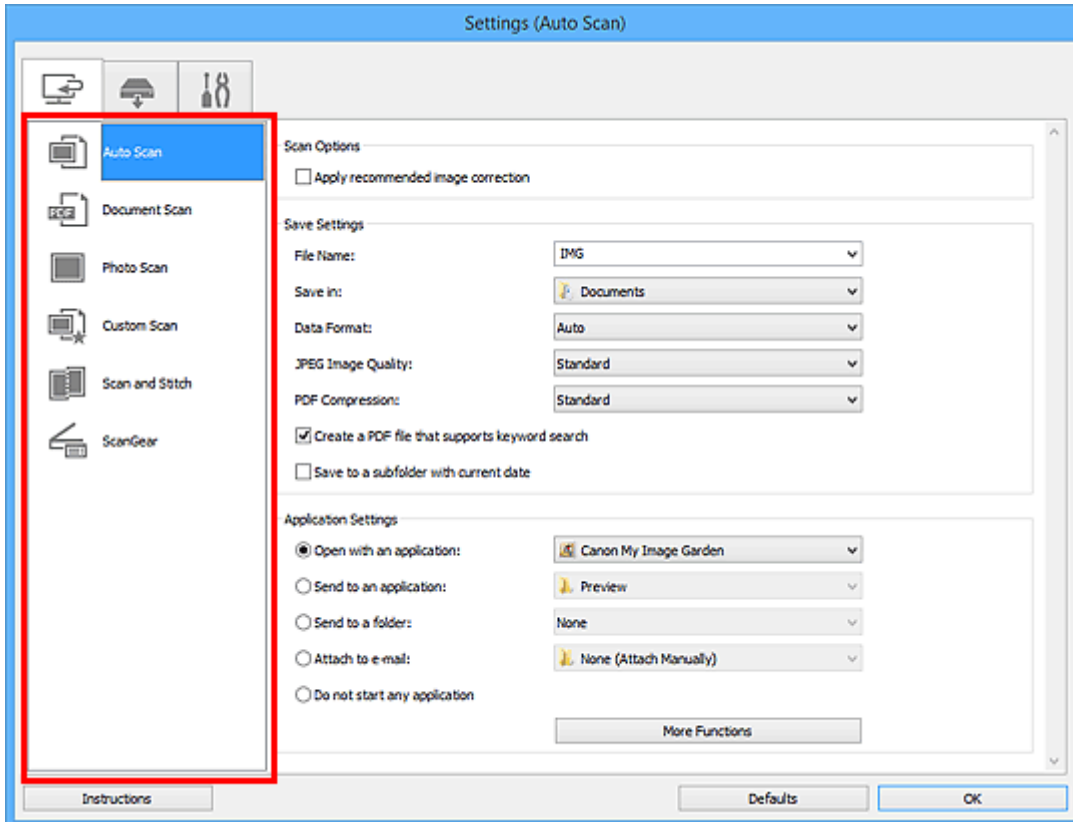 Settings (Auto Scan)
Auto Scan
PDF Document Scan
Photo Scan
Custom Scan
Scan and Stitch
ScanGear
Scan Options
Apply recommended image correction
Save Settings
File Name: IMG
Save in: Documents
Data Format: Auto
JPEG Image Quality: Standard
PDF Compression: Standard
Create a PDF file that supports keyword search
Save to a subfolder with current date
Application Settings
Open with an application: Canon My Image Garden
Send to an application: Preview
Send to a folder: None
Attach to e-mail: None (Attach Manually)
Do not start any application
More Functions
Instructions Defaults OK